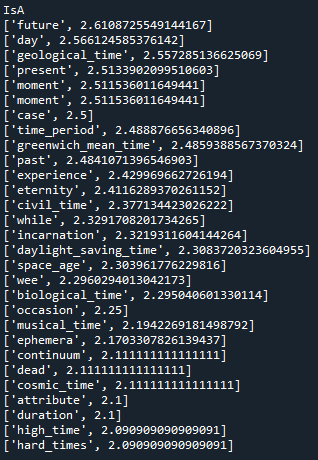 IsA
['future', 2.6108725549144167]
['day', 2.566124585376142]
['geological_time', 2.557285136625069]
['present', 2.5133902099510603]
['moment', 2.511536011649441]
['moment', 2.511536011649441]
['case', 2.5]
['time_period', 2.488876656340896]
['greenwich_mean_time', 2.4859388567370324]
['past', 2.4841071396546903]
['experience', 2.429969662726194]
['eternity', 2.4116289370261152]
['civil_time', 2.377134423026222]
['while', 2.3291708201734265]
['incarnation', 2.3219311604144264]
['daylight_saving_time', 2.3083720323604955]
['space_age', 2.303961776229816]
['wee', 2.2960294013042173]
['biological_time', 2.295040601330114]
['occasion', 2.25]
['musical_time', 2.1942269181498792]
['ephemera', 2.1703307826139437]
['continuum', 2.111111111111111]
['dead', 2.111111111111111]
['cosmic_time', 2.111111111111111]
['attribute', 2.1]
['duration', 2.1]
['high_time', 2.090909090909091]
['hard_times', 2.090909090909091]